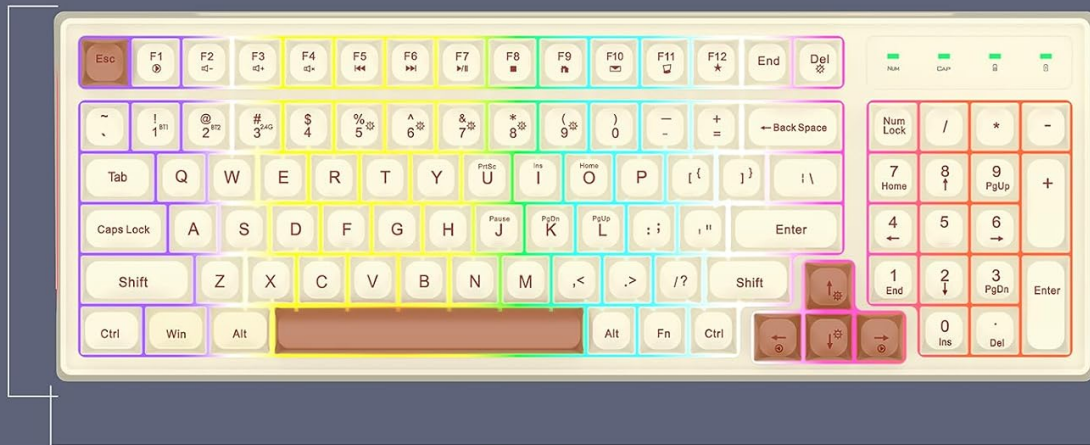 Esc F1 F2 F3 F4 F5 F6 F7 F8 F9 F10 F11 F12 End Del
NUM CAP
~ ` ! 1 BT1 @ 2 BT2 # 3 2.4G $ 4 % 5 ^ 6 & 7 * 8 ( 9 ) 0 — - + = ←Back Space
Num Lock / * -
Tab Q W E R T Y PrtSc U Ins I Home O P [ { ] } ¦ \
7 Home 8 ↑ 9 PgUp +
Caps Lock A S D F G H Pause J PgDn K PgUp L : ; , " Enter
4 ← 5 6 →
Shift Z X C V B N M ,< .> /? Shift ↑
1 End 2 ↓ 3 PgDn Enter
Ctrl Win Alt Alt Fn Ctrl ← ↓ →
0 Ins . Del